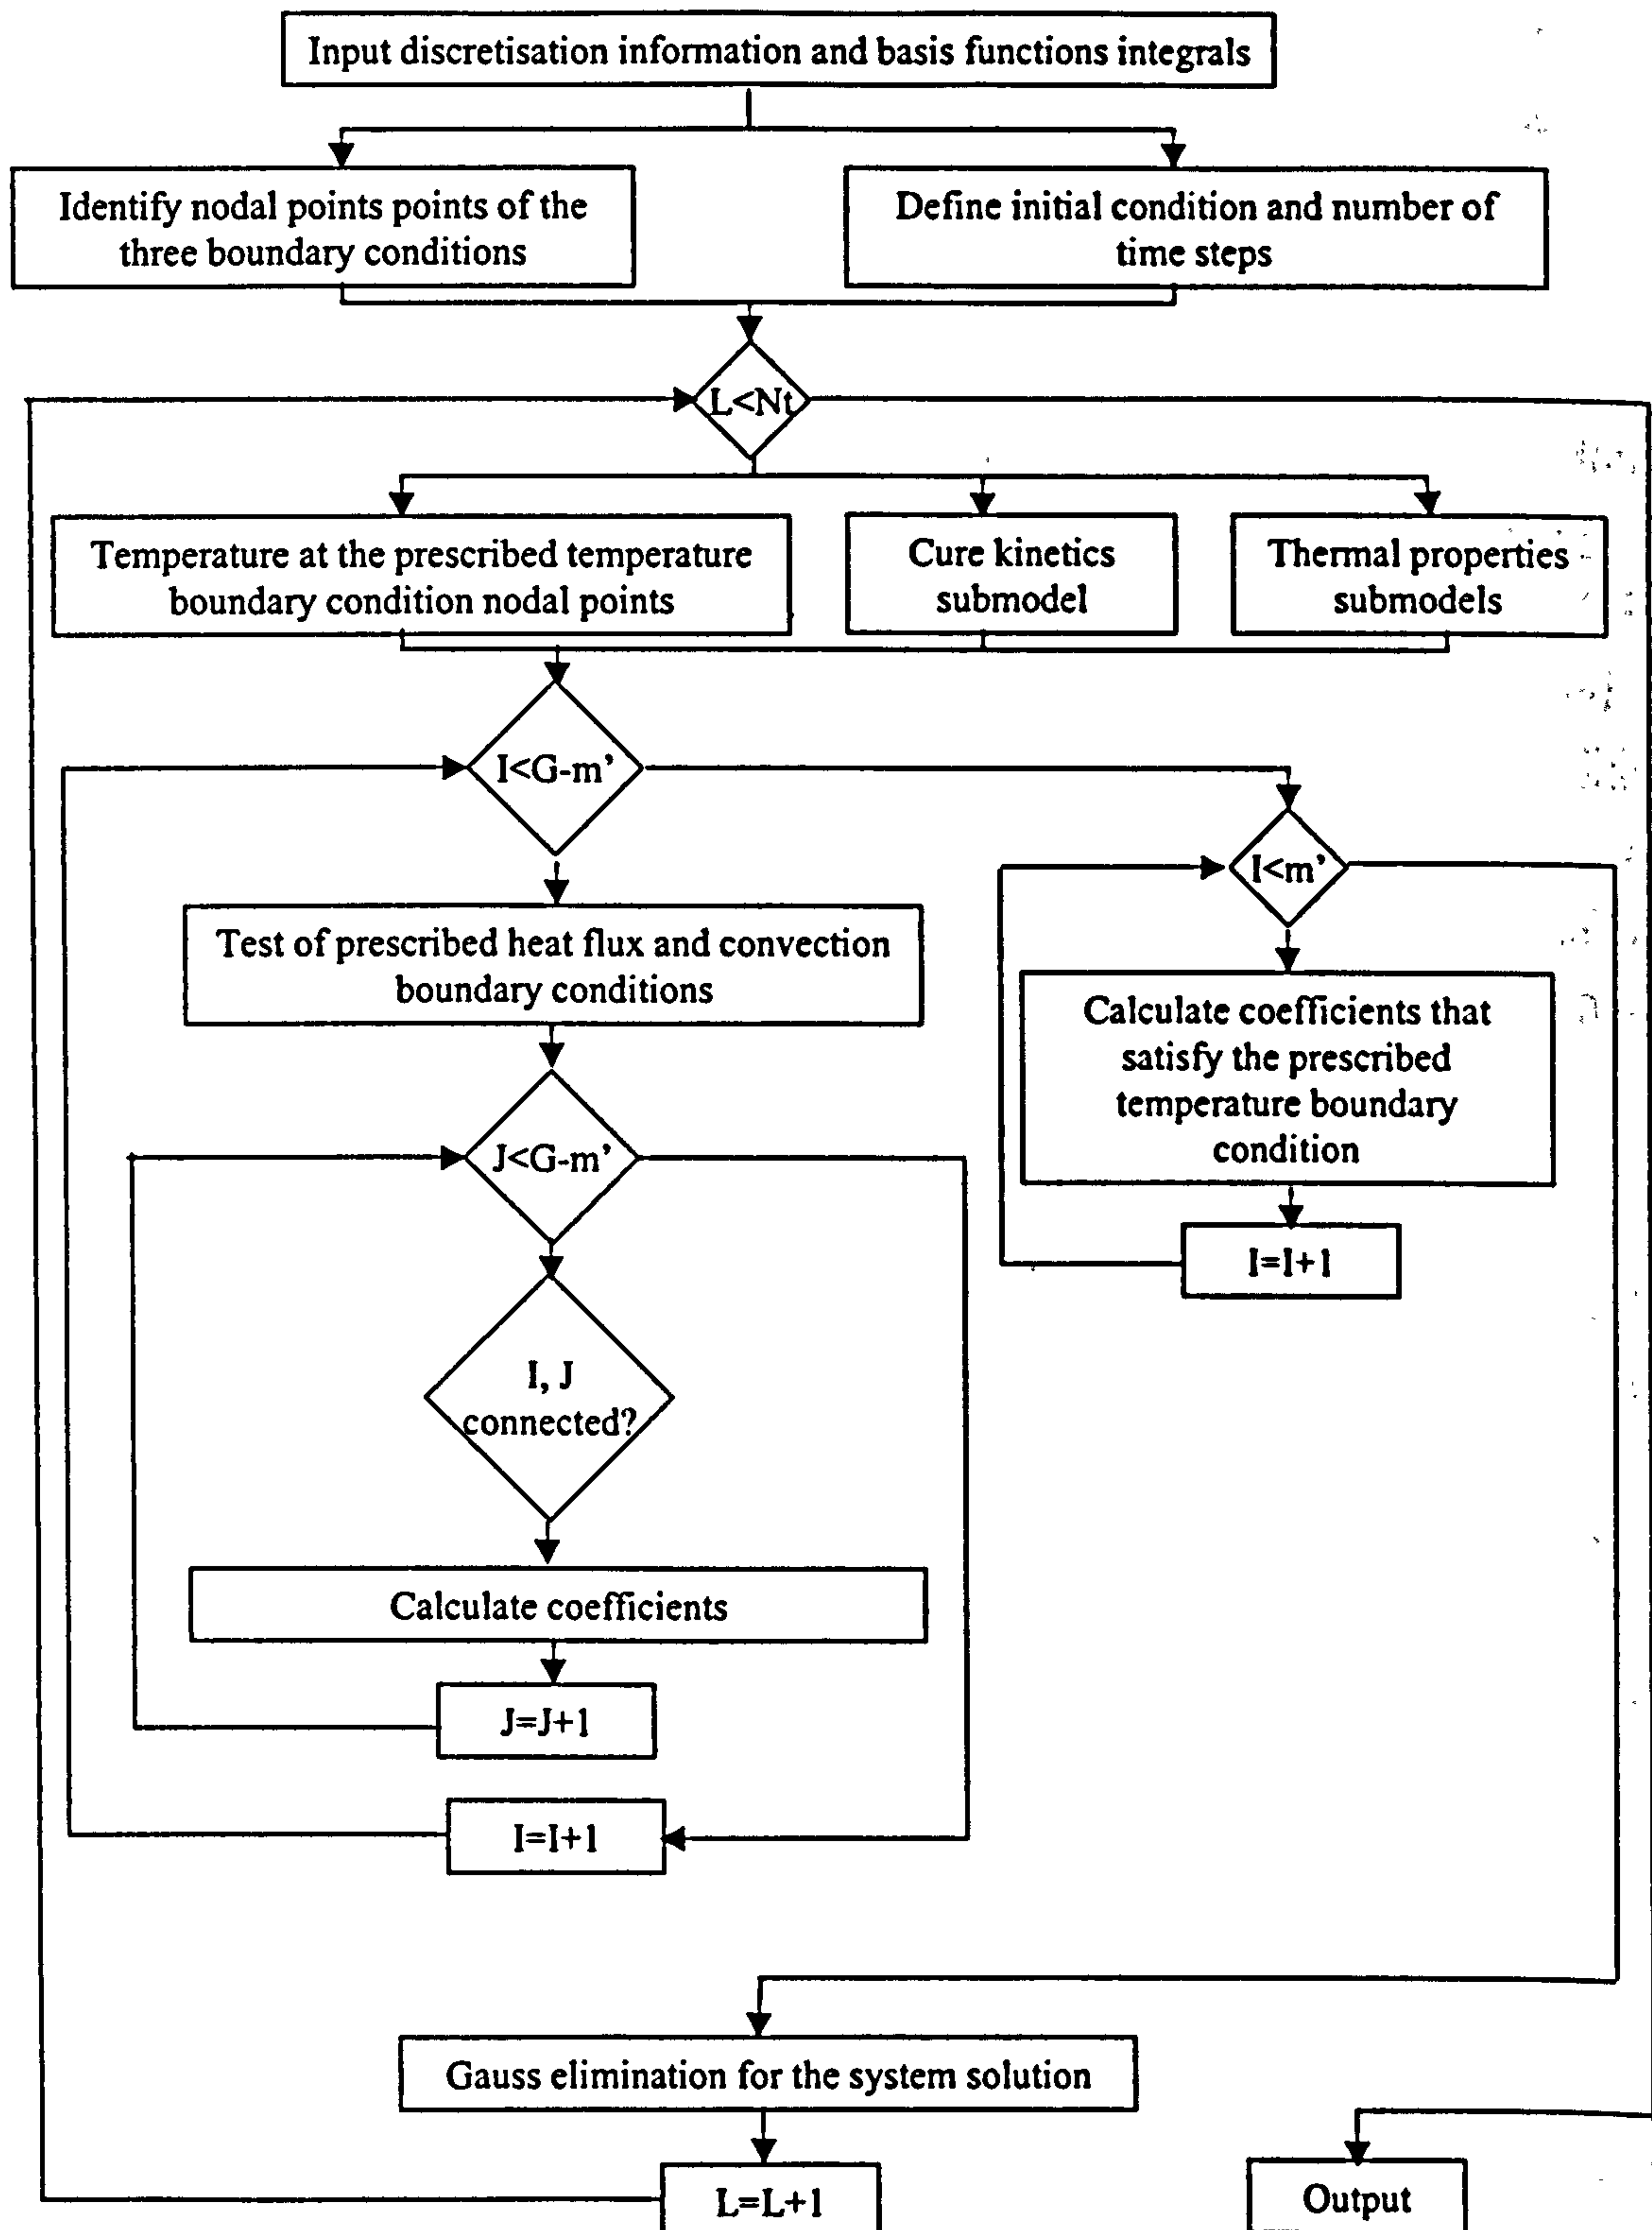 Input discretisation information and basis functions integrals
Identify nodal points points of the
three boundary conditions
Define initial condition and number of
time steps
L<Nt
Temperature at the prescribed temperature
boundary condition nodal points
Cure kinetics
submodel
Thermal properties
submodels
I<G-m’
I<m’
Test of prescribed heat flux and convection
boundary conditions
Calculate coefficients that
satisfy the prescribed
temperature boundary
condition
J<G-m’
I=I+1
I, J
connected?
Calculate coefficients
J=J+1
I=I+1
Gauss elimination for the system solution
L=L+1
Output